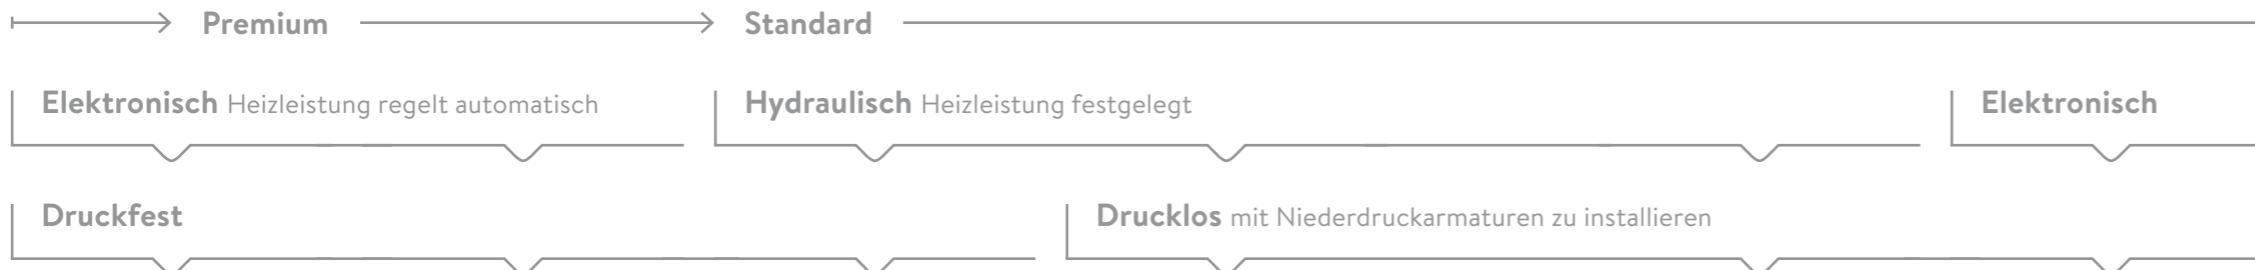 Premium Standard
Elektronisch Heizleistung regelt automatisch Hydraulisch Heizleistung festgelegt Elektronisch
Druckfest Drucklos mit Niederdruckarmaturen zu installieren